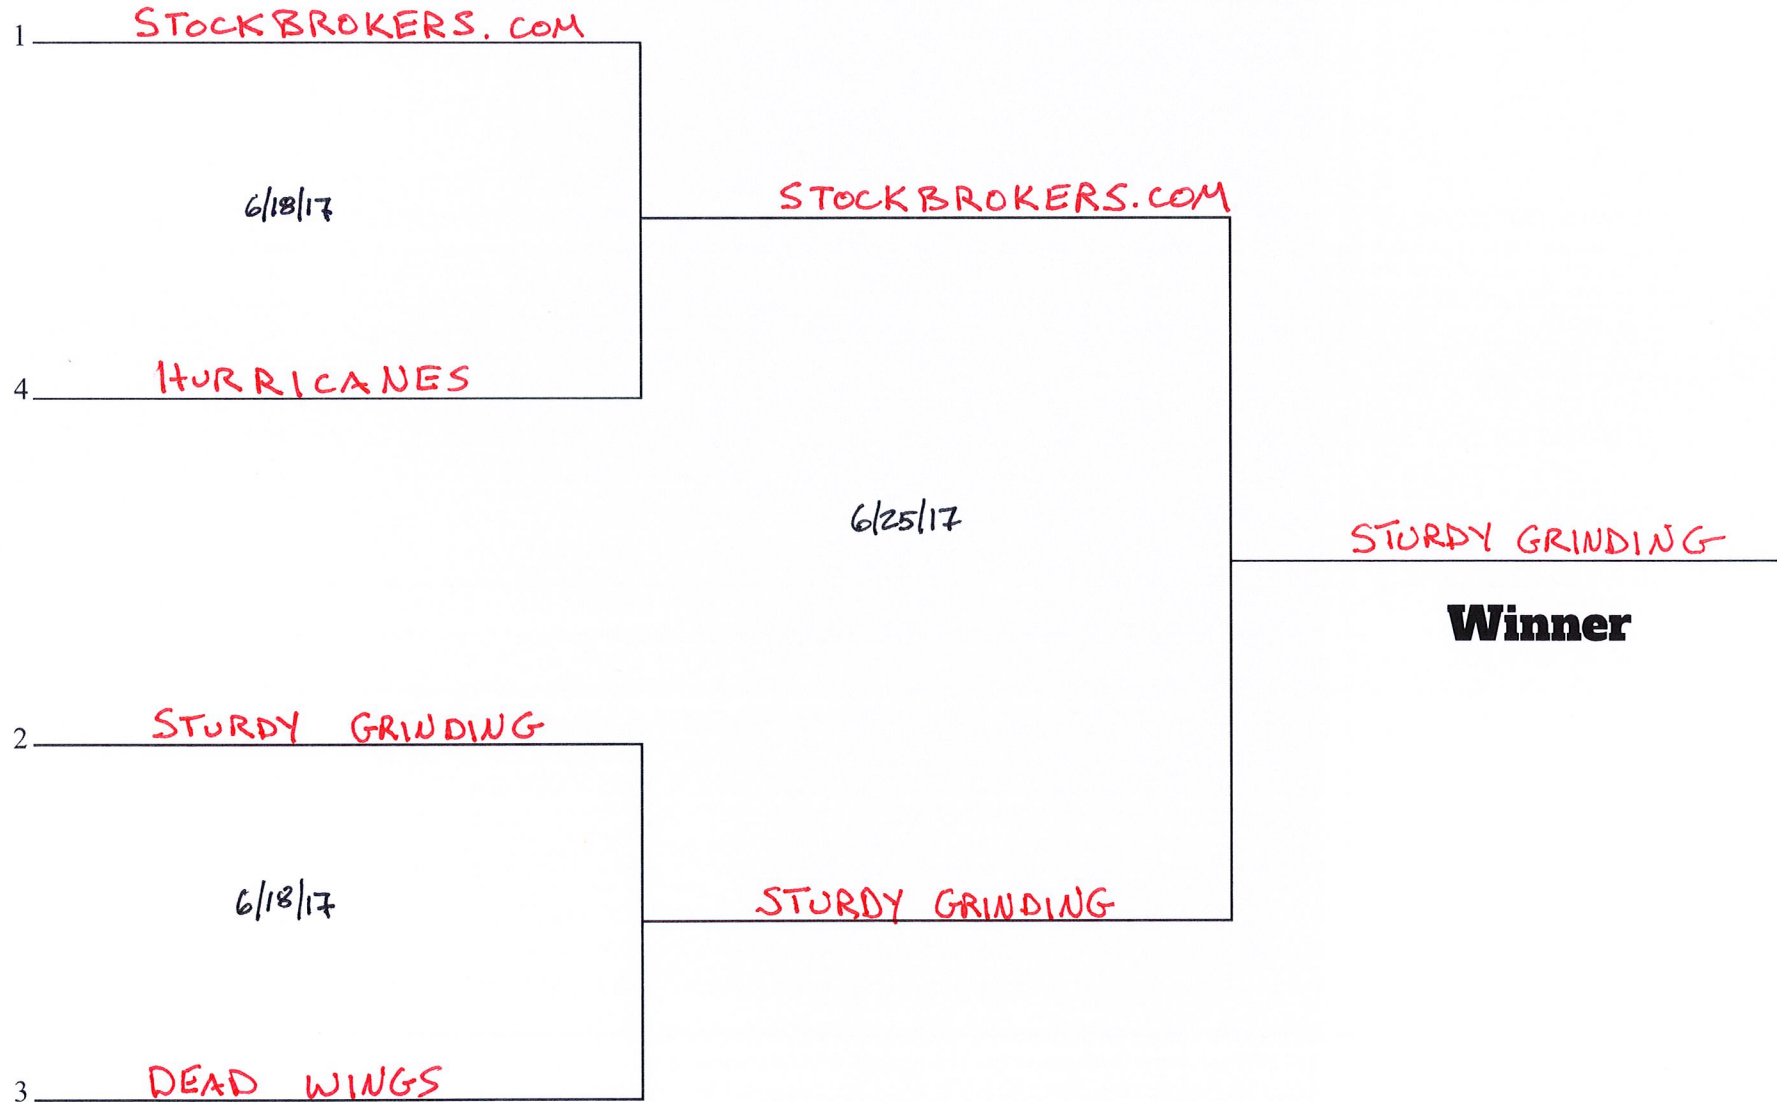 1 STOCKBROKERS.COM
6/18/17
STOCKBROKERS.COM
4 HURRICANES
6/25/17
STURDY GRINDING
Winner
2 STURDY GRINDING
6/18/17
STURDY GRINDING
3 DEAD WINGS